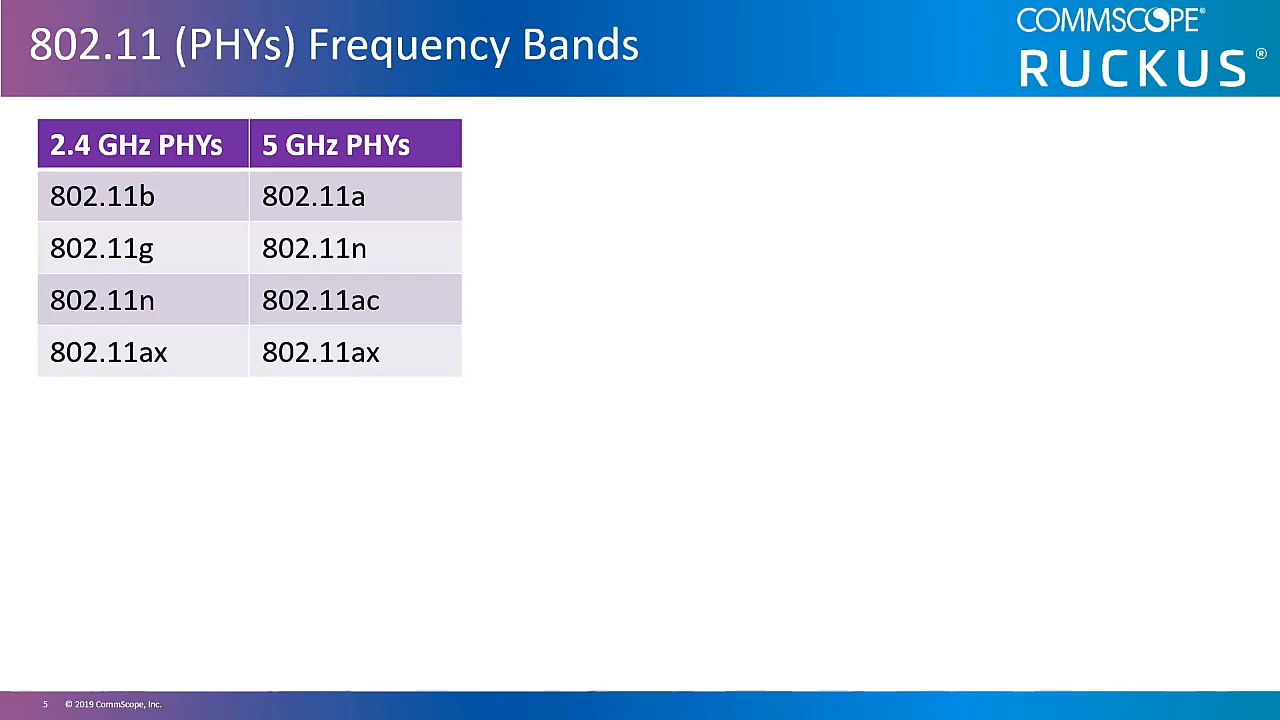 802.11 (PHYs) Frequency Bands
COMMSCOPE®
RUCKUS®
2.4 GHz PHYs 5 GHz PHYs
802.11b 802.11a
802.11g 802.11n
802.11n 802.11ac
802.11ax 802.11ax
5 © 2019 CommScope, Inc.